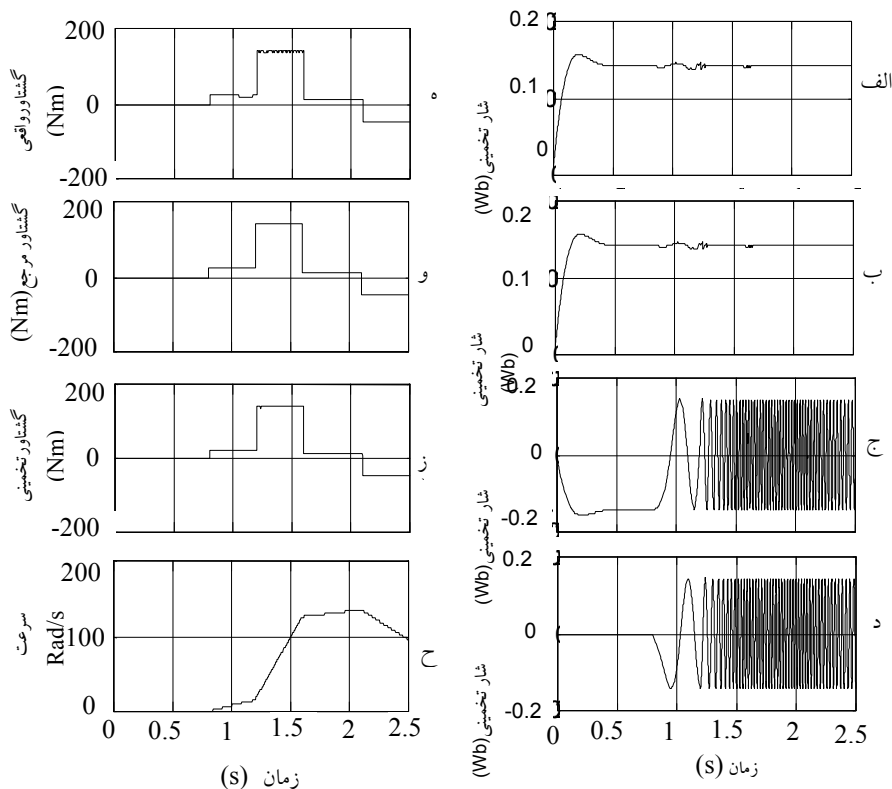 200
0
-200
گشتاور واقعی
(Nm)
ه
200
0
-200
گشتاور مرجع (Nm)
و
200
0
-200
گشتاور تخمینی
(Nm)
ز
200
100
0
سرعت
Rad/s
ح
0 0.5 1 1.5 2 2.5
زمان (s)
0.2
0.1
0
شار تخمینی (Wb)
الف
0.2
0.1
0
شار تخمینی
(Wb)
ب
0.2
0
-0.2
شار تخمینی (Wb)
ج
0.2
0
-0.2
شار تخمینی (Wb)
د
0 0.5 1 1.5 2 2.5
زمان (s)